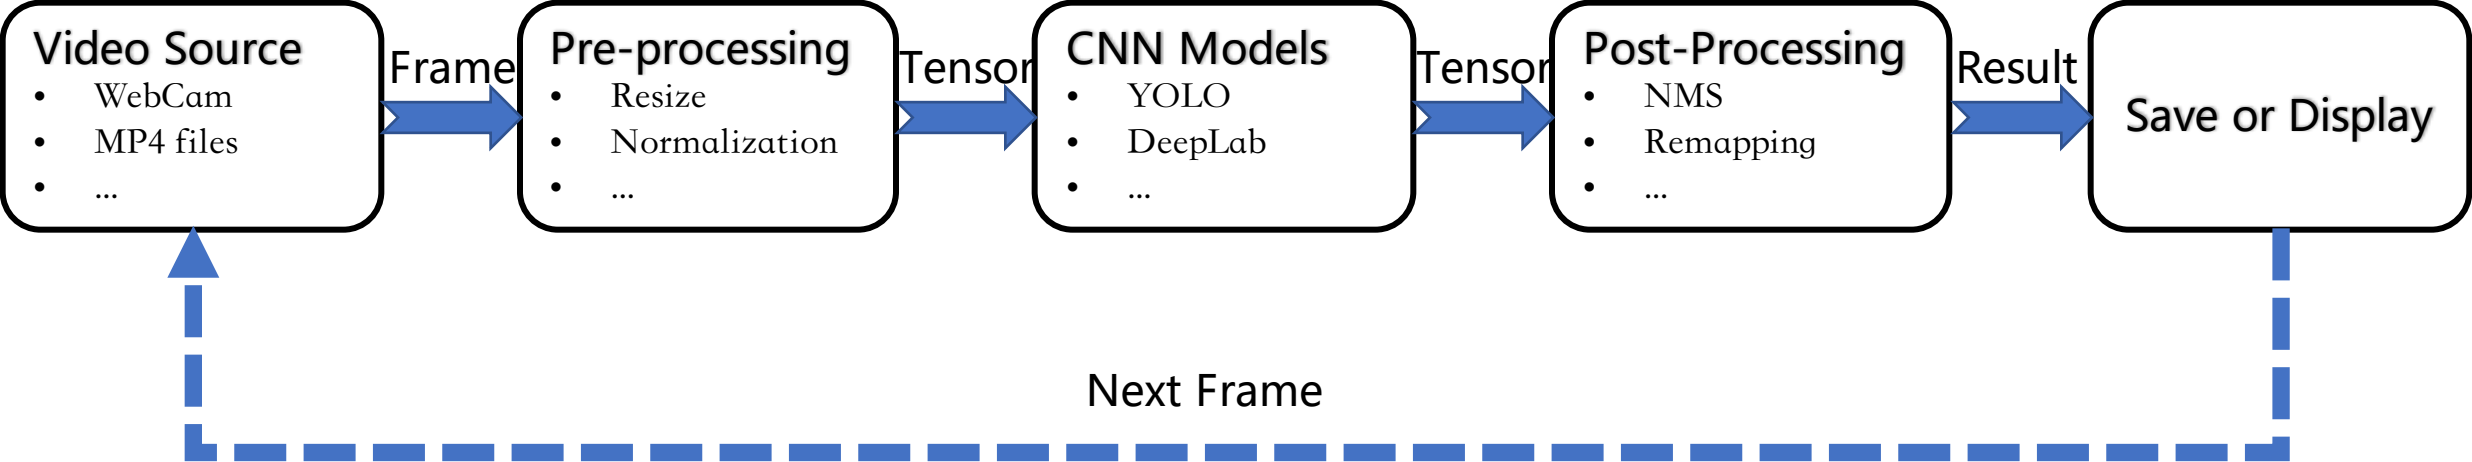 Video Source
• WebCam
• MP4 files
• ...
Frame
Pre-processing
• Resize
• Normalization
• ...
Tensor
CNN Models
• YOLO
• DeepLab
• ...
Tensor
Post-Processing
• NMS
• Remapping
• ...
Result
Save or Display
Next Frame